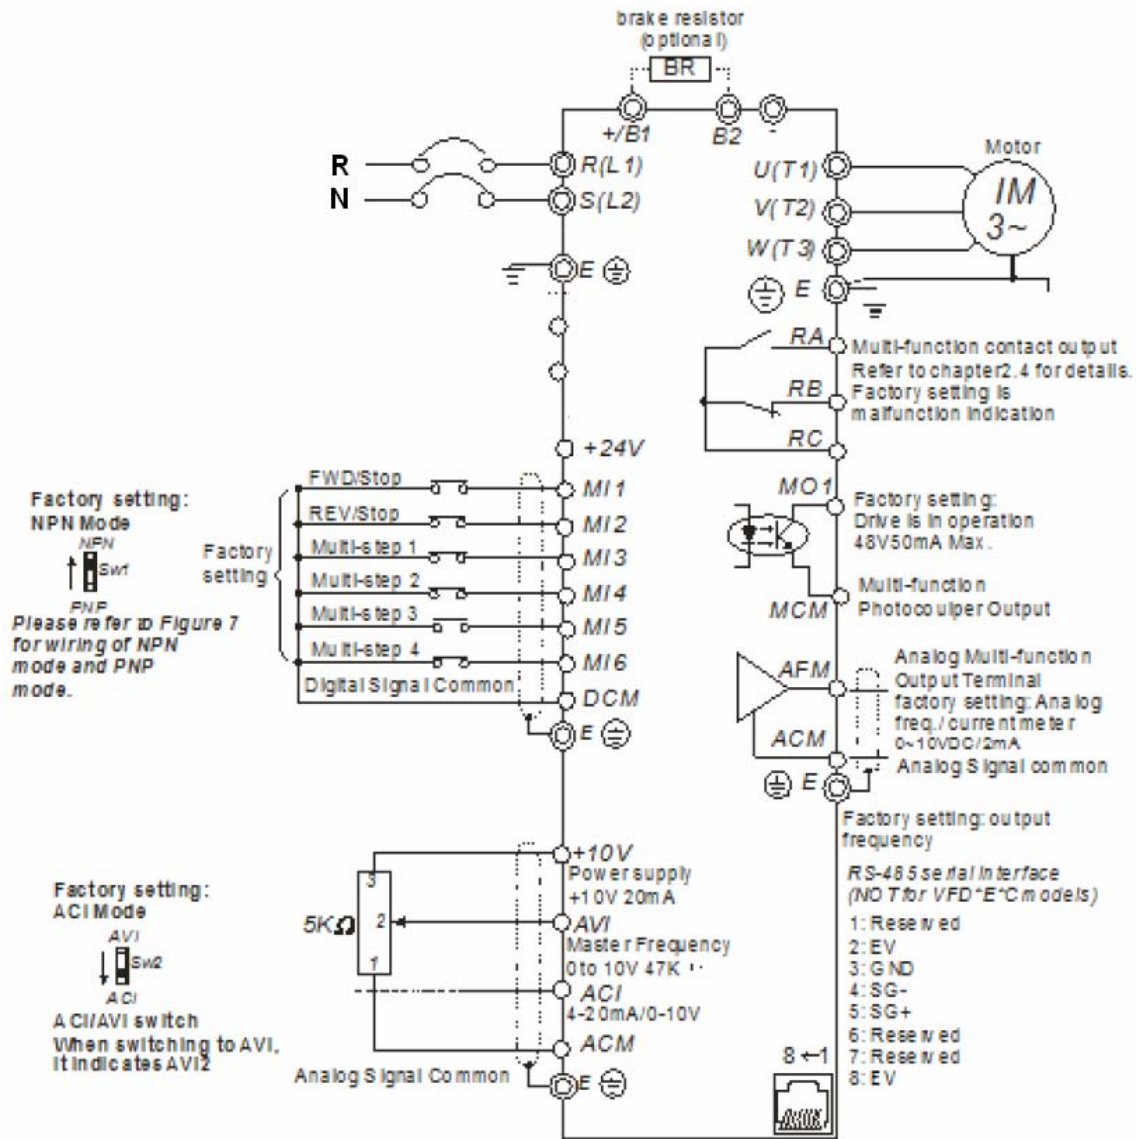 brake resistor
(optional)
BR
+/B1
B2
-
R
R(L1)
N
S(L2)
E
U(T1)
V(T2)
W(T3)
E
Motor
IM
3~
RA
Multi-function contact output
Refer to chapter2.4 for details.
RB
Factory setting is
malfunction indication
RC
+24V
Factory setting:
NPN Mode
NPN
Sw1
PNP
Please refer to Figure 7
for wiring of NPN
mode and PNP
mode.
Factory
setting
FWD/Stop
MI1
REV/Stop
MI2
Multi-step 1
MI3
Multi-step 2
MI4
Multi-step 3
MI5
Multi-step 4
MI6
Digital Signal Common
DCM
E
MO1
Factory setting:
Drive is in operation
48V50mA Max.
MCM
Multi-function
Photocoulper Output
AFM
Analog Multi-function
Output Terminal
factory setting: Analog
freq./ current meter
0~10VDC/2mA
ACM
Analog Signal common
E
Factory setting: output
frequency
Factory setting:
ACI Mode
AVI
Sw2
ACI
ACI/AVI switch
When switching to AVI,
It indicates AVI2
5KΩ
3
2
1
+10V
Power supply
+10V 20mA
AVI
Master Frequency
0 to 10V 47K
ACI
4-20mA/0-10V
ACM
Analog Signal Common
E
RS-485 serial interface
(NOT for VFD*E*C models)
1: Reserved
2: EV
3: GND
4: SG-
5: SG+
6: Reserved
7: Reserved
8: EV
8←1